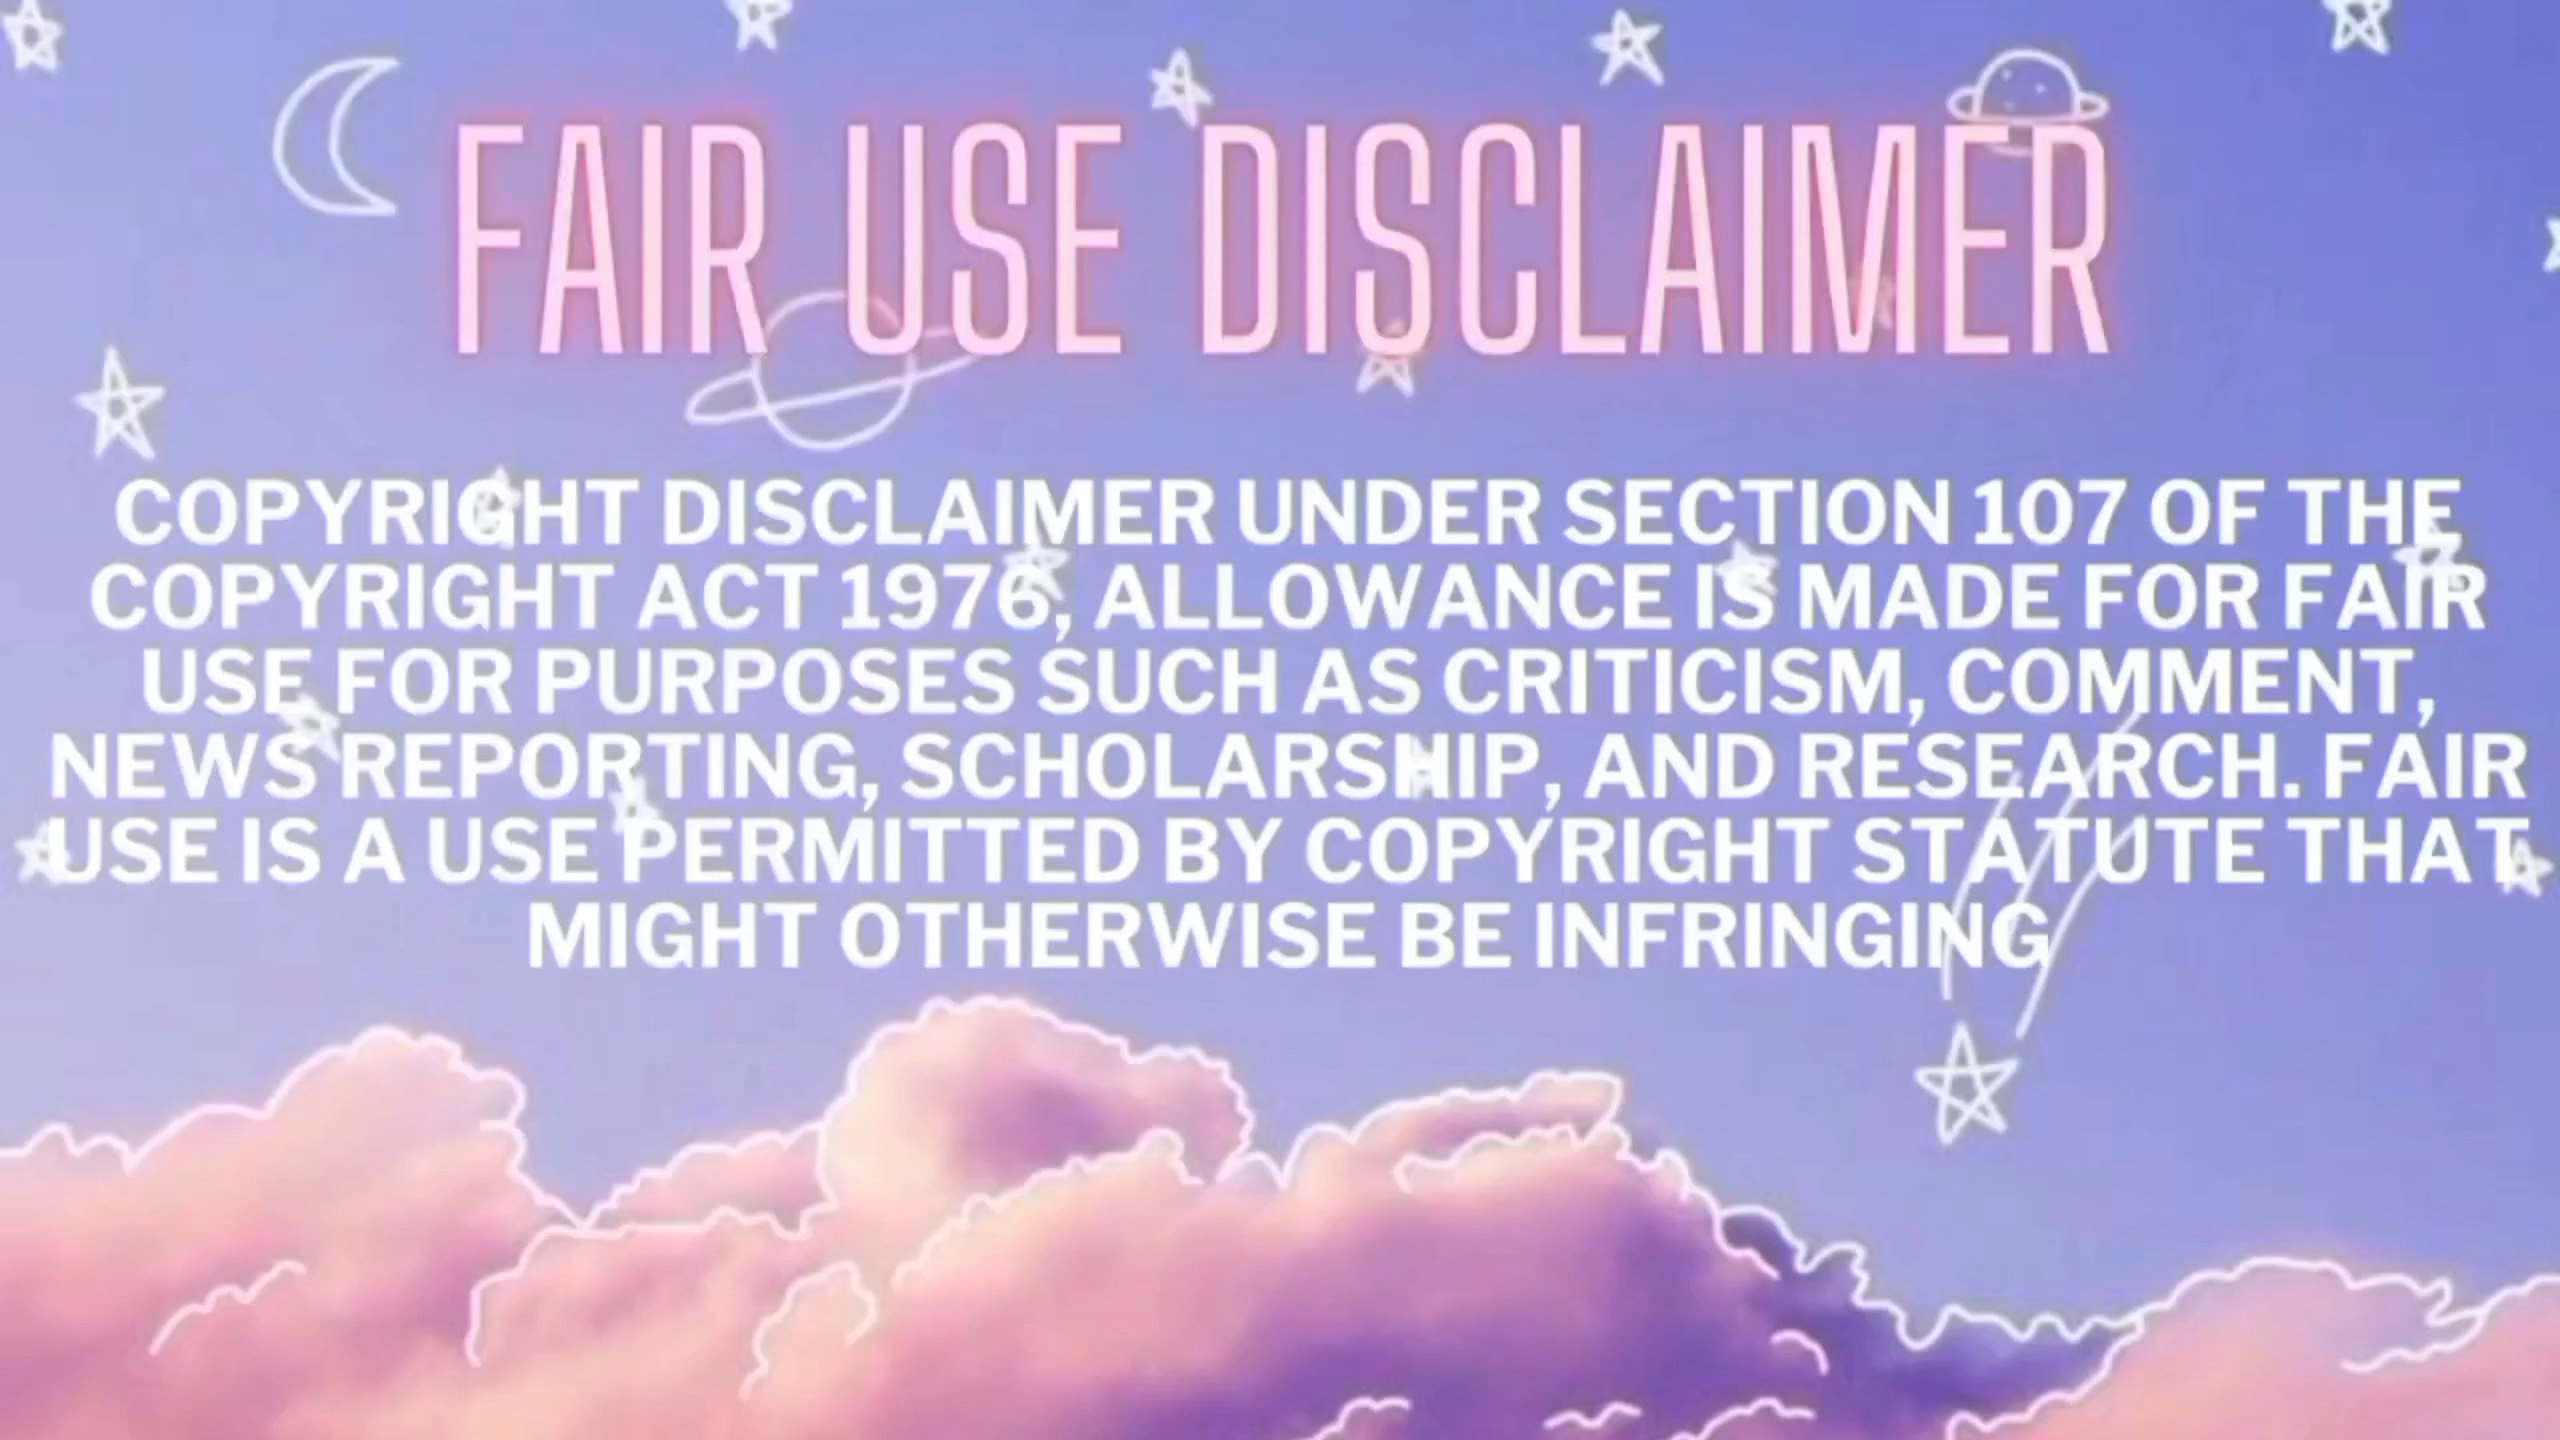 FAIR USE DISCLAIMER
COPYRIGHT DISCLAIMER UNDER SECTION 107 OF THE
COPYRIGHT ACT 1976, ALLOWANCE IS MADE FOR FAIR
USE FOR PURPOSES SUCH AS CRITICISM, COMMENT,
NEWS REPORTING, SCHOLARSHIP, AND RESEARCH. FAIR
USE IS A USE PERMITTED BY COPYRIGHT STATUTE THAT
MIGHT OTHERWISE BE INFRINGING